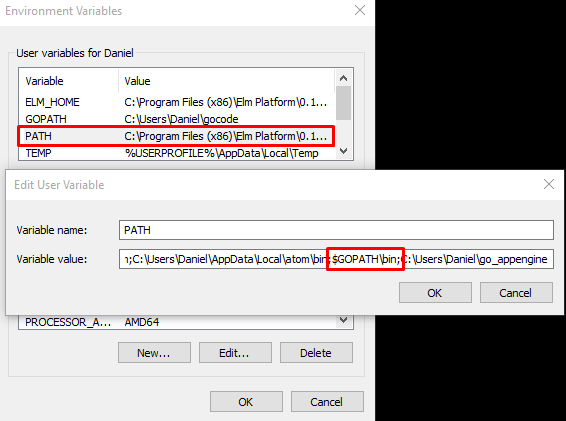 Environment Variables
User variables for Daniel
Variable Value
ELM_HOME C:\Program Files (x86)\Elm Platform\0.1...
GOPATH C:\Users\Daniel\gocode
PATH C:\Program Files (x86)\Elm Platform\0.1...
TEMP %USERPROFILE%\AppData\Local\Temp
Edit User Variable
Variable name: PATH
Variable value: n;C:\Users\Daniel\AppData\Local\atom\bin;$GOPATH\bin;C:\Users\Daniel\go_appengine
OK Cancel
PROCESSOR_A... AMD64
New... Edit... Delete
OK Cancel